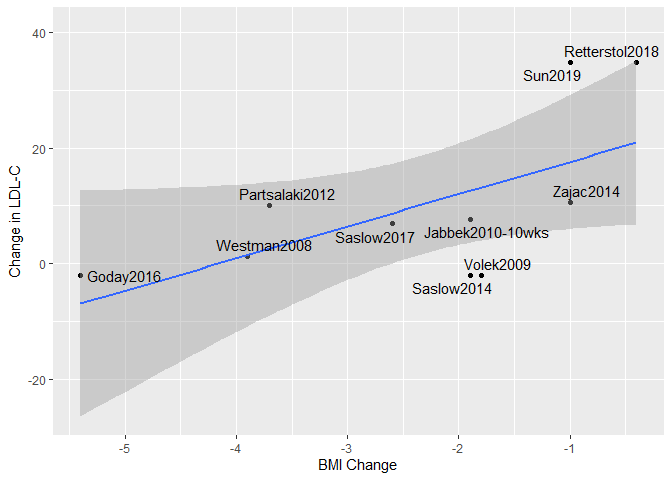 40
20
0
-20
Change in LDL-C
Retterstol2018
Sun2019
Partsalaki2012
Zajac2014
Jabbek2010-10wks
Saslow2017
Westman2008
Volek2009
Goday2016
Saslow2014
-5
-4
-3
-2
-1
BMI Change